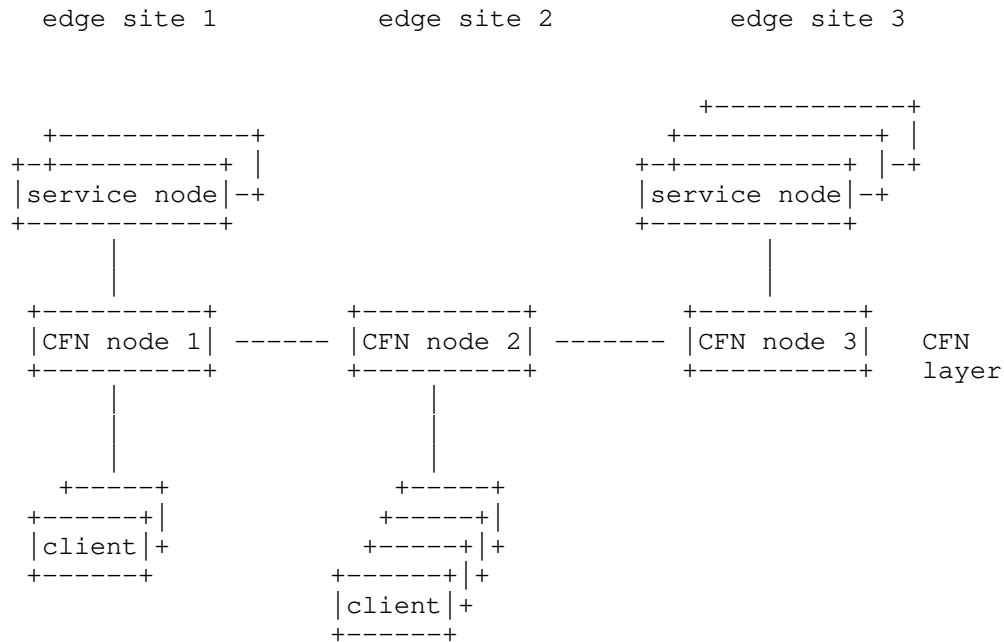 edge site 1 edge site 2 edge site 3
service node service node
CFN node 1 CFN node 2 CFN node 3 CFN
layer
client
client